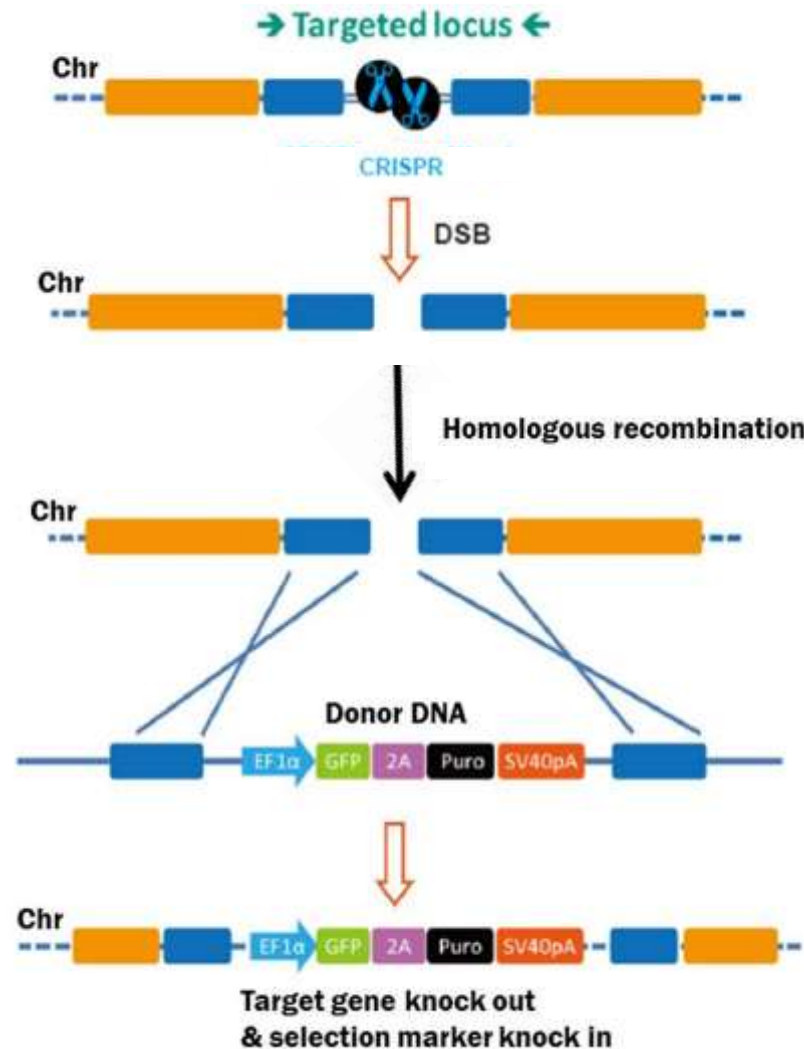 → Targeted locus ←
Chr
CRISPR
DSB
Chr
Homologous recombination
Chr
Donor DNA
EF1α GFP 2A Puro SV40pA
Chr
EF1α GFP 2A Puro SV40pA
Target gene knock out
& selection marker knock in